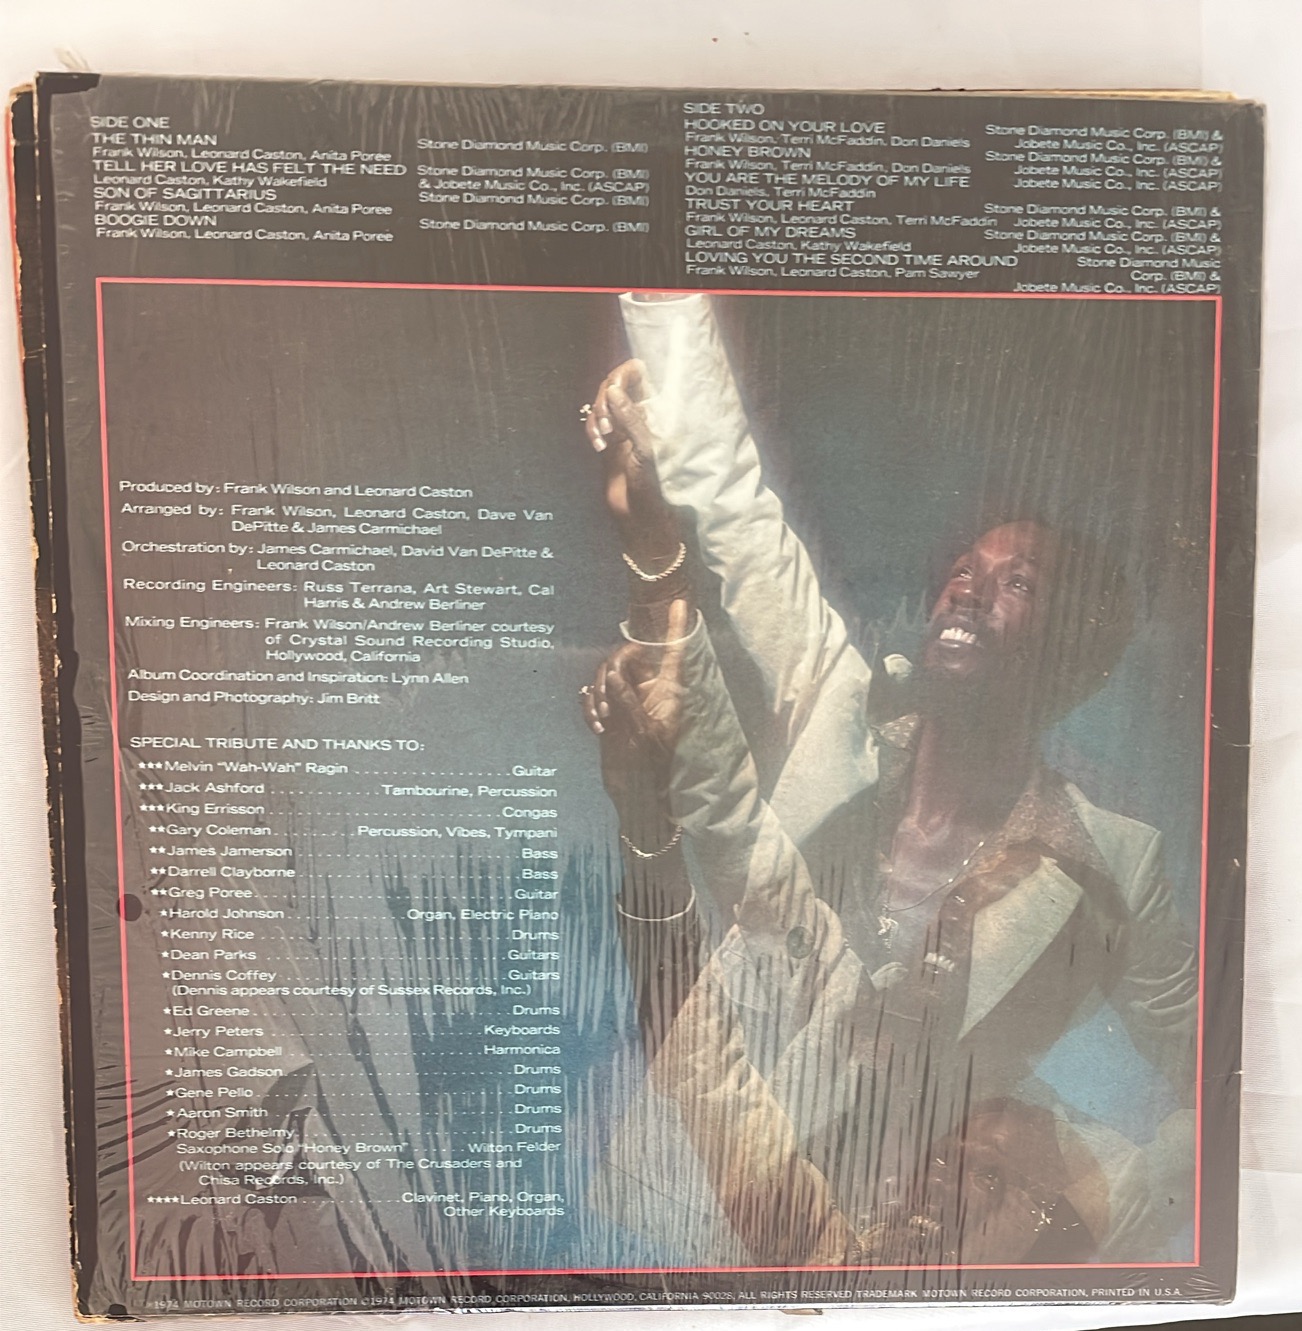 SIDE ONE
THE THIN MAN
Frank Wilson, Leonard Caston, Anita Poree Stone Diamond Music Corp. (BMI)
TELL HER LOVE HAS FELT THE NEED Stone Diamond Music Corp. (BMI)
Leonard Caston, Kathy Wakefield & Jobete Music Co., Inc. (ASCAP)
SON OF SAGITTARIUS Stone Diamond Music Corp. (BMI)
Frank Wilson, Leonard Caston, Anita Poree
BOOGIE DOWN Stone Diamond Music Corp. (BMI)
Frank Wilson, Leonard Caston, Anita Poree
SIDE TWO
HOOKED ON YOUR LOVE Stone Diamond Music Corp. (BMI) &
Frank Wilson, Terri McFaddin, Don Daniels Jobete Music Co., Inc. (ASCAP)
HONEY BROWN Stone Diamond Music Corp. (BMI) &
Frank Wilson, Terri McFaddin, Don Daniels Jobete Music Co., Inc. (ASCAP)
YOU ARE THE MELODY OF MY LIFE Jobete Music Co., Inc. (ASCAP)
Don Daniels, Terri McFaddin
TRUST YOUR HEART Stone Diamond Music Corp. (BMI) &
Frank Wilson, Leonard Caston, Terri McFaddin Jobete Music Co., Inc. (ASCAP)
GIRL OF MY DREAMS Stone Diamond Music Corp. (BMI) &
Leonard Caston, Kathy Wakefield Jobete Music Co., Inc. (ASCAP)
LOVING YOU THE SECOND TIME AROUND Stone Diamond Music
Frank Wilson, Leonard Caston, Pam Sawyer Corp. (BMI) &
Jobete Music Co., Inc. (ASCAP)
Produced by: Frank Wilson and Leonard Caston
Arranged by: Frank Wilson, Leonard Caston, Dave Van
DePitte & James Carmichael
Orchestration by: James Carmichael, David Van DePitte &
Leonard Caston
Recording Engineers: Russ Terrana, Art Stewart, Cal
Harris & Andrew Berliner
Mixing Engineers: Frank Wilson/Andrew Berliner courtesy
of Crystal Sound Recording Studio,
Hollywood, California
Album Coordination and Inspiration: Lynn Allen
Design and Photography: Jim Britt
SPECIAL TRIBUTE AND THANKS TO:
★★★Melvin "Wah-Wah" Ragin ................ Guitar
★★★Jack Ashford ............ Tambourine, Percussion
★★★King Errisson ........................ Congas
★★Gary Coleman ......... Percussion, Vibes, Tympani
★★James Jamerson ........................ Bass
★★Darrell Clayborne ........................ Bass
★★Greg Poree ........................ Guitar
★Harold Johnson ............ Organ, Electric Piano
★Kenny Rice ........................ Drums
★Dean Parks ........................ Guitars
★Dennis Coffey ........................ Guitars
(Dennis appears courtesy of Sussex Records, Inc.)
★Ed Greene ........................ Drums
★Jerry Peters ........................ Keyboards
★Mike Campbell ........................ Harmonica
★James Gadson ........................ Drums
★Gene Pello ........................ Drums
★Aaron Smith ........................ Drums
★Roger Bethelmy ........................ Drums
Saxophone Solo "Honey Brown" ....... Wilton Felder
(Wilton appears courtesy of The Crusaders and
Chisa Records, Inc.)
★★★★Leonard Caston ........... Clavinet, Piano, Organ,
Other Keyboards
℗1974 MOTOWN RECORD CORPORATION ©1974 MOTOWN RECORD CORPORATION, HOLLYWOOD, CALIFORNIA 90028, ALL RIGHTS RESERVED/TRADEMARK MOTOWN RECORD CORPORATION, PRINTED IN U.S.A.